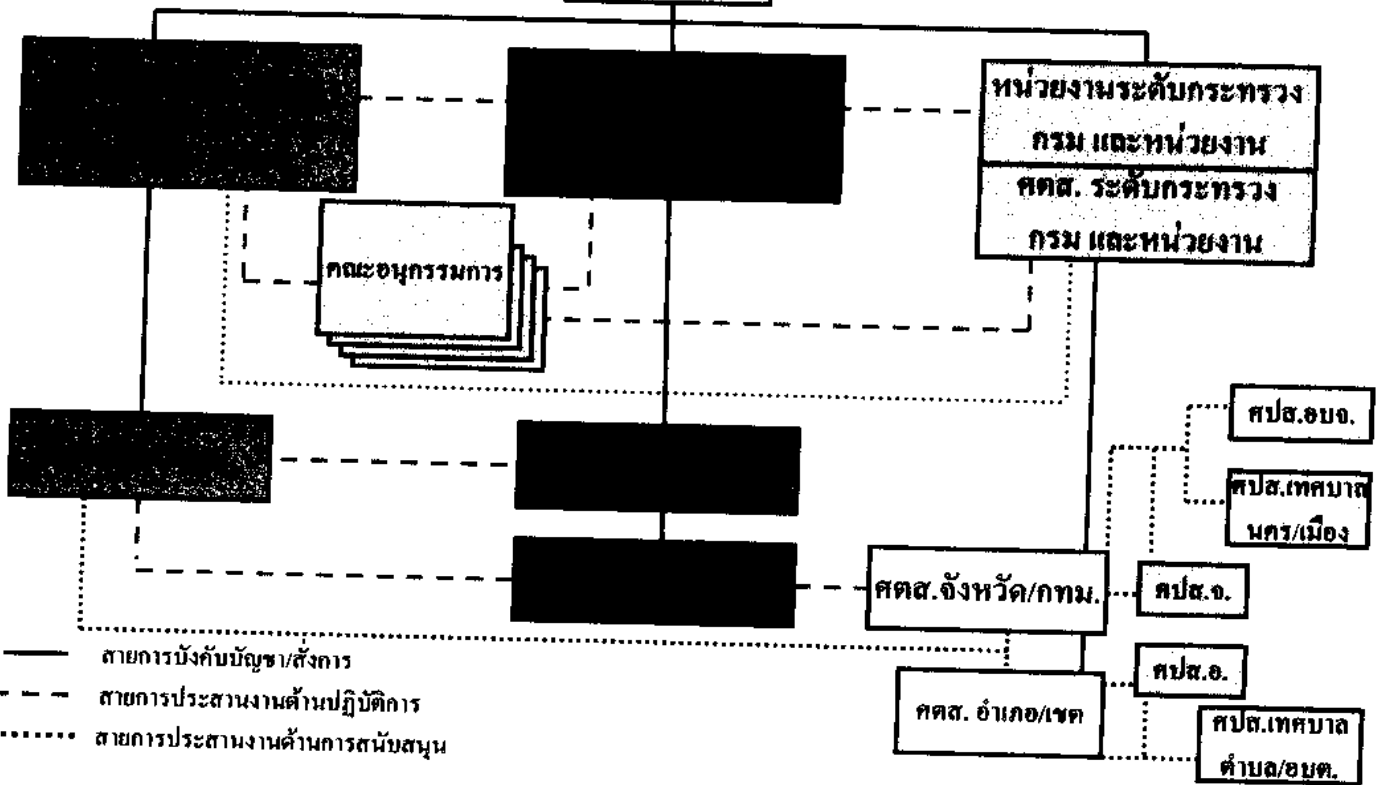 หน่วยงานระดับกระทรวง
กรม และหน่วยงาน
ศตส. ระดับกระทรวง
กรม และหน่วยงาน
คณะอนุกรรมการ
ศปส.อบจ.
ศปส.เทศบาล
นคร/เมือง
ศตส.จังหวัด/กทม.
ศปส.จ.
ศปส.อ.
ศตส. อำเภอ/เขต
ศปส.เทศบาล
ตำบล/อบต.
สายการบังคับบัญชา/สั่งการ
สายการประสานงานด้านปฏิบัติการ
สายการประสานงานด้านการสนับสนุน